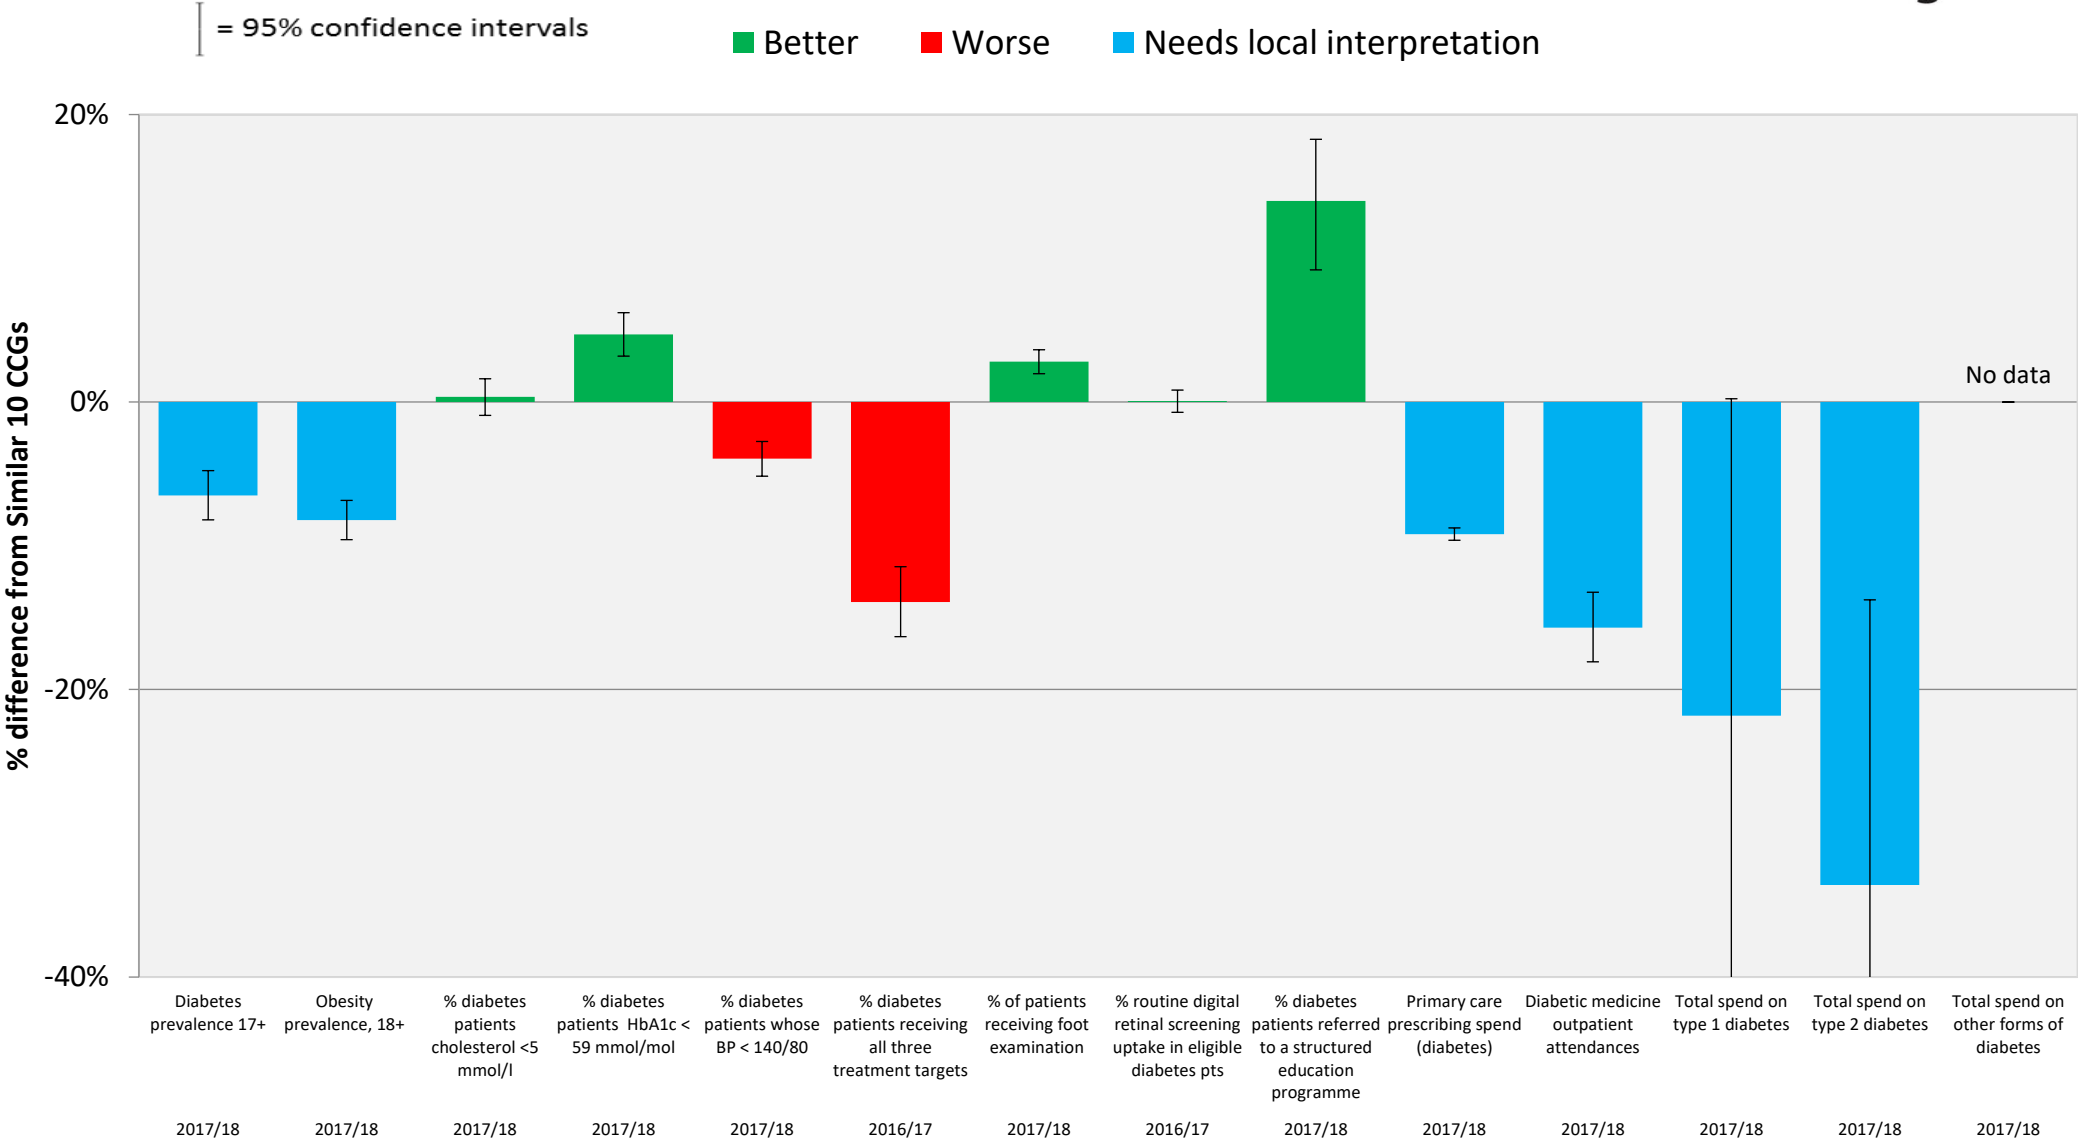 = 95% confidence intervals
Better
Worse
Needs local interpretation
% difference from Similar 10 CCGs
20%
0%
-20%
-40%
No data
Diabetes
prevalence 17+
2017/18
Obesity
prevalence, 18+
2017/18
% diabetes
patients
cholesterol <5
mmol/l
2017/18
% diabetes
patients HbA1c <
59 mmol/mol
2017/18
% diabetes
patients whose
BP < 140/80
2017/18
% diabetes
patients receiving
all three
treatment targets
2016/17
% of patients
receiving foot
examination
2017/18
% routine digital
retinal screening
uptake in eligible
diabetes pts
2016/17
% diabetes
patients referred
to a structured
education
programme
2017/18
Primary care
prescribing spend
(diabetes)
2017/18
Diabetic medicine
outpatient
attendances
2017/18
Total spend on
type 1 diabetes
2017/18
Total spend on
type 2 diabetes
2017/18
Total spend on
other forms of
diabetes
2017/18